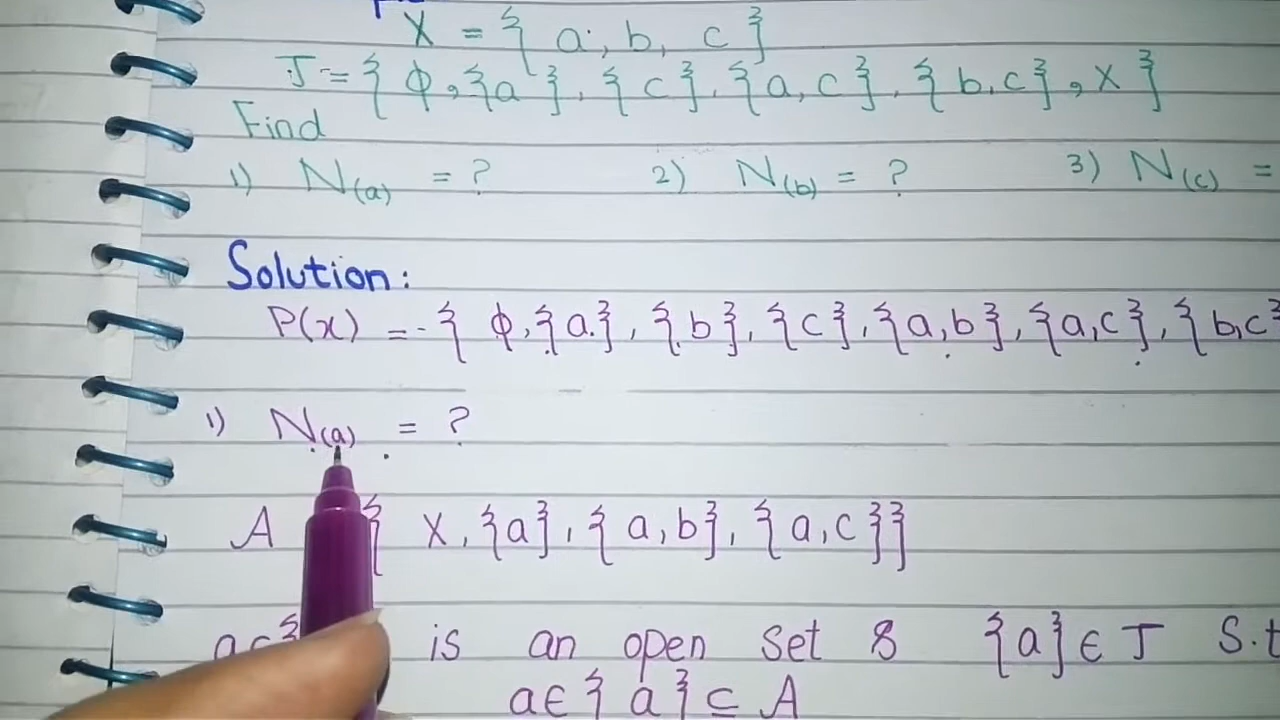 X = { a, b, c }
J = { ϕ, {a}, {c}, {a, c}, {b, c}, X }
Find
1) N(a) = ? 2) N(b) = ? 3) N(c) =
Solution:
P(x) = { ϕ, {a}, {b}, {c}, {a, b}, {a, c}, {b, c}
1) N(a) = ?
A { X, {a}, {a, b}, {a, c}}
is an open set & {a} ∈ J S.t
a ∈ { a } ⊆ A